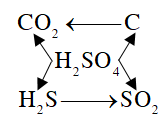 CO₂ ← C
H₂SO₄
H₂S → SO₂